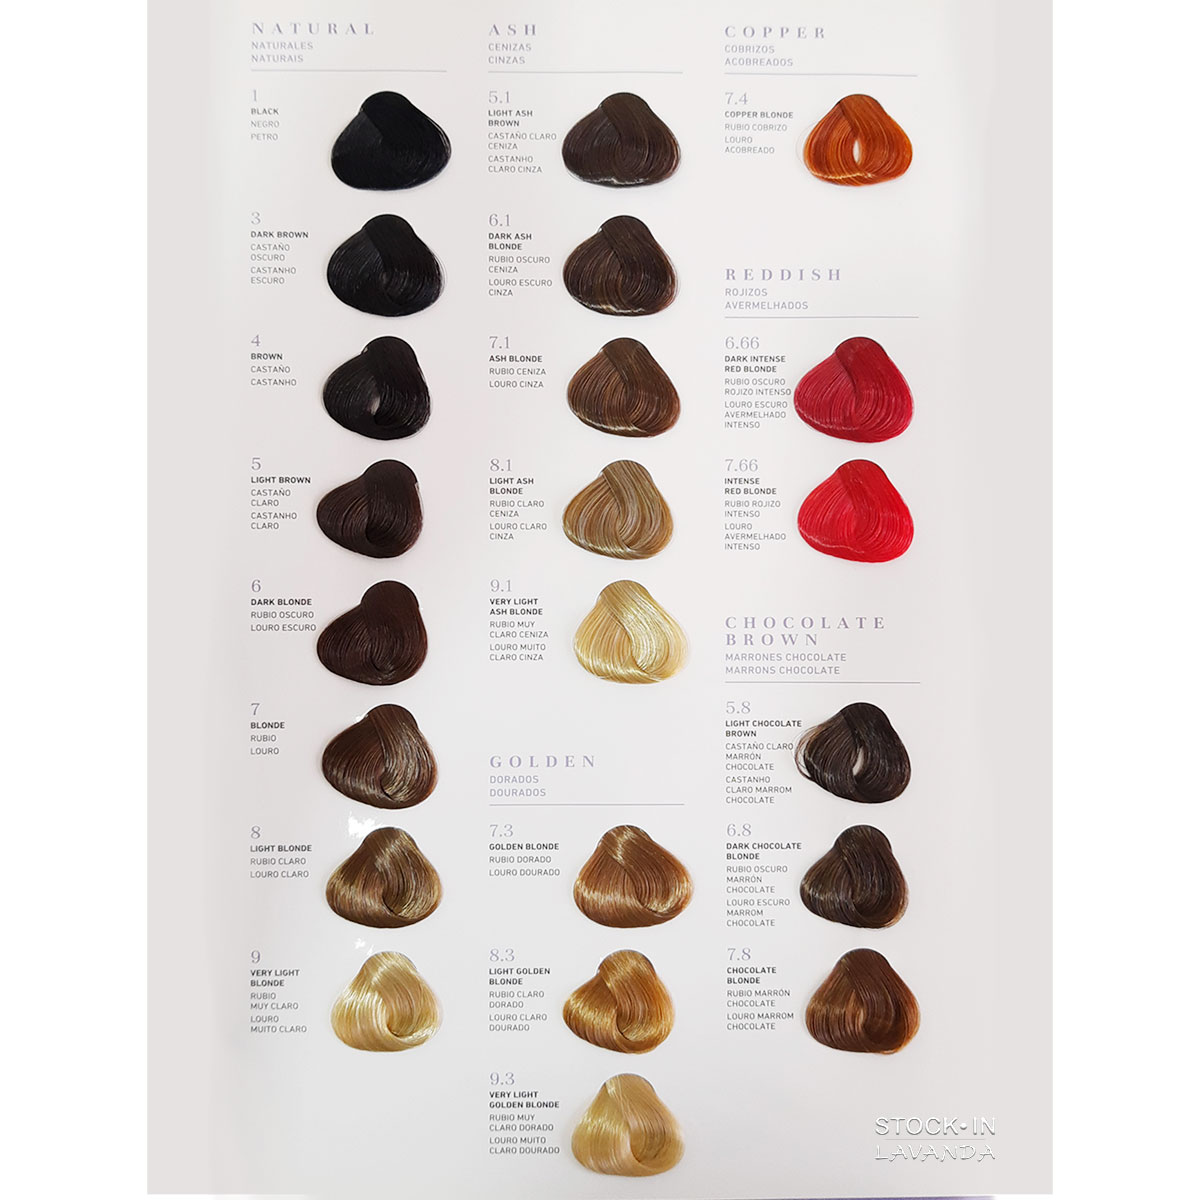 NATURAL
NATURALES
NATURAIS
1
BLACK
NEGRO
PETRO
3
DARK BROWN
CASTAÑO
OSCURO
CASTANHO
ESCURO
4
BROWN
CASTAÑO
CASTANHO
5
LIGHT BROWN
CASTAÑO
CLARO
CASTANHO
CLARO
6
DARK BLONDE
RUBIO OSCURO
LOURO ESCURO
7
BLONDE
RUBIO
LOURO
8
LIGHT BLONDE
RUBIO CLARO
LOURO CLARO
9
VERY LIGHT
BLONDE
RUBIO
MUY CLARO
LOURO
MUITO CLARO
ASH
CENIZAS
CINZAS
5.1
LIGHT ASH
BROWN
CASTAÑO CLARO
CENIZA
CASTANHO
CLARO CINZA
6.1
DARK ASH
BLONDE
RUBIO OSCURO
CENIZA
LOURO ESCURO
CINZA
7.1
ASH BLONDE
RUBIO CENIZA
LOURO CINZA
8.1
LIGHT ASH
BLONDE
RUBIO CLARO
CENIZA
LOURO CLARO
CINZA
9.1
VERY LIGHT
ASH BLONDE
RUBIO MUY
CLARO CENIZA
LOURO MUITO
CLARO CINZA
GOLDEN
DORADOS
DOURADOS
7.3
GOLDEN BLONDE
RUBIO DORADO
LOURO DOURADO
8.3
LIGHT GOLDEN
BLONDE
RUBIO CLARO
DORADO
LOURO CLARO
DOURADO
9.3
VERY LIGHT
GOLDEN BLONDE
RUBIO MUY
CLARO DORADO
LOURO MUITO
CLARO DOURADO
COPPER
COBRIZOS
ACOBREADOS
7.4
COPPER BLONDE
RUBIO COBRIZO
LOURO
ACOBREADO
REDDISH
ROJIZOS
AVERMELHADOS
6.66
DARK INTENSE
RED BLONDE
RUBIO OSCURO
ROJIZO INTENSO
LOURO ESCURO
AVERMELHADO
INTENSO
7.66
INTENSE
RED BLONDE
RUBIO ROJIZO
INTENSO
LOURO
AVERMELHADO
INTENSO
CHOCOLATE
BROWN
MARRONES CHOCOLATE
MARRONS CHOCOLATE
5.8
LIGHT CHOCOLATE
BROWN
CASTAÑO CLARO
MARRÓN
CHOCOLATE
CASTANHO
CLARO MARROM
CHOCOLATE
6.8
DARK CHOCOLATE
BLONDE
RUBIO OSCURO
MARRÓN
CHOCOLATE
LOURO ESCURO
MARROM
CHOCOLATE
7.8
CHOCOLATE
BLONDE
RUBIO MARRÓN
CHOCOLATE
LOURO MARROM
CHOCOLATE
STOCK•IN
LAVANDA